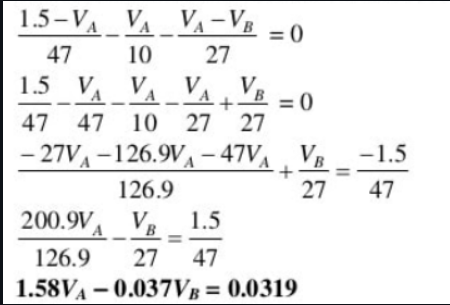 (1.5 − V_A)/47 − V_A/10 − (V_A − V_B)/27 = 0
1.5/47 − V_A/47 − V_A/10 − V_A/27 + V_B/27 = 0
(− 27V_A − 126.9V_A − 47V_A)/126.9 + V_B/27 = −1.5/47
200.9V_A/126.9 − V_B/27 = 1.5/47
1.58V_A − 0.037V_B = 0.0319